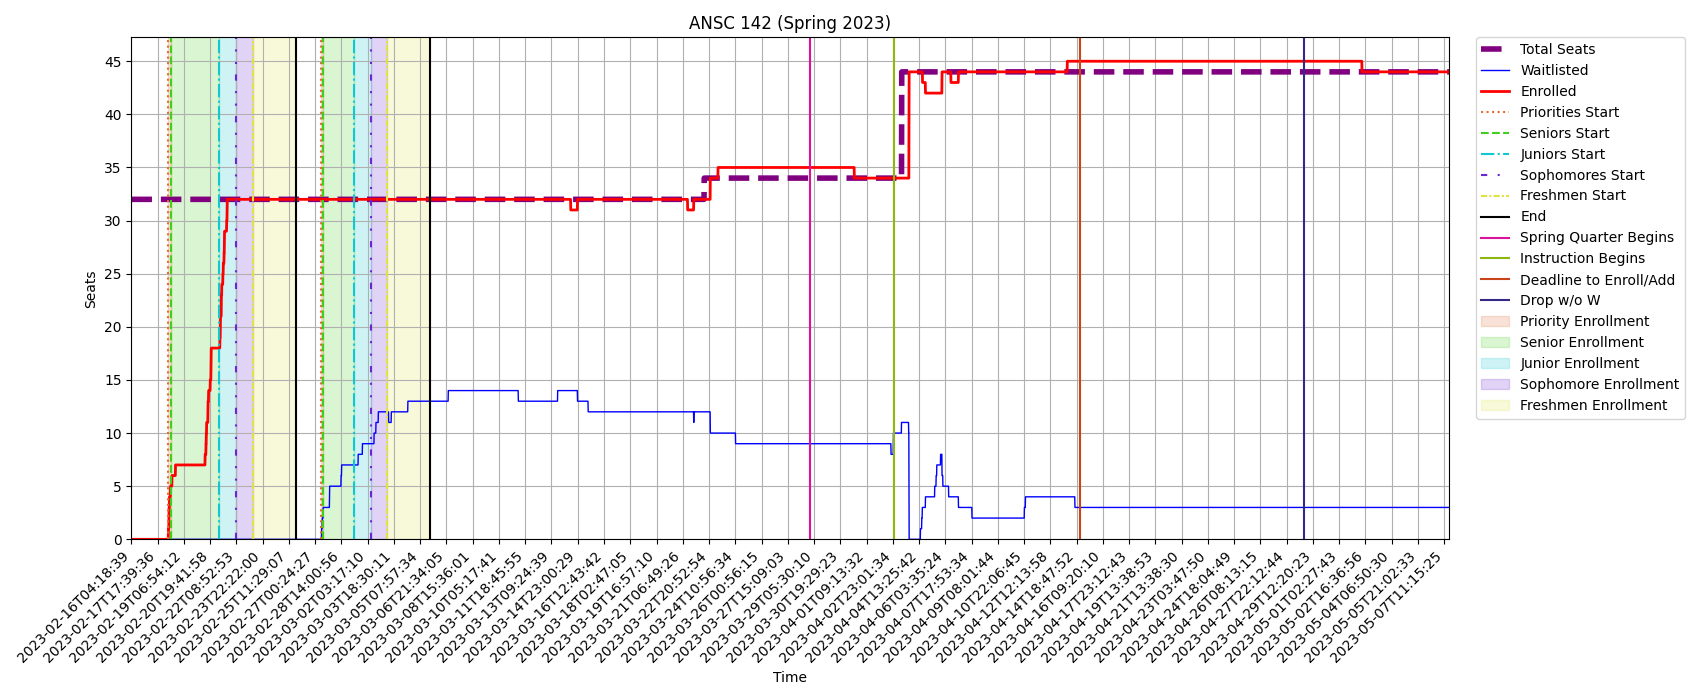 ANSC 142 (Spring 2023)
Seats
45
40
35
30
25
20
15
10
5
0
2023-02-16T04:18:39
2023-02-17T17:39:36
2023-02-19T06:54:12
2023-02-20T19:41:58
2023-02-22T08:52:53
2023-02-23T22:22:00
2023-02-25T11:29:07
2023-02-27T00:24:27
2023-02-28T14:00:56
2023-03-02T03:17:10
2023-03-03T18:30:11
2023-03-05T07:57:34
2023-03-06T21:34:05
2023-03-08T15:36:01
2023-03-10T05:17:41
2023-03-11T18:45:55
2023-03-13T09:24:39
2023-03-14T23:00:29
2023-03-16T12:43:42
2023-03-18T02:47:05
2023-03-19T16:57:10
2023-03-21T06:49:26
2023-03-22T20:52:54
2023-03-24T10:56:34
2023-03-26T00:56:15
2023-03-27T15:09:03
2023-03-29T05:30:10
2023-03-30T19:29:23
2023-04-01T09:13:32
2023-04-02T23:01:34
2023-04-04T13:25:42
2023-04-06T03:35:24
2023-04-07T17:53:34
2023-04-09T08:01:44
2023-04-10T22:06:45
2023-04-12T12:13:58
2023-04-14T18:47:52
2023-04-16T09:20:10
2023-04-17T23:12:43
2023-04-19T13:38:53
2023-04-21T11:38:30
2023-04-23T03:47:50
2023-04-24T18:04:49
2023-04-26T08:13:15
2023-04-27T22:12:44
2023-04-29T12:20:23
2023-05-01T02:27:43
2023-05-02T16:36:56
2023-05-04T06:50:30
2023-05-05T21:02:33
2023-05-07T11:15:25
Time
Total Seats
Waitlisted
Enrolled
Priorities Start
Seniors Start
Juniors Start
Sophomores Start
Freshmen Start
End
Spring Quarter Begins
Instruction Begins
Deadline to Enroll/Add
Drop w/o W
Priority Enrollment
Senior Enrollment
Junior Enrollment
Sophomore Enrollment
Freshmen Enrollment